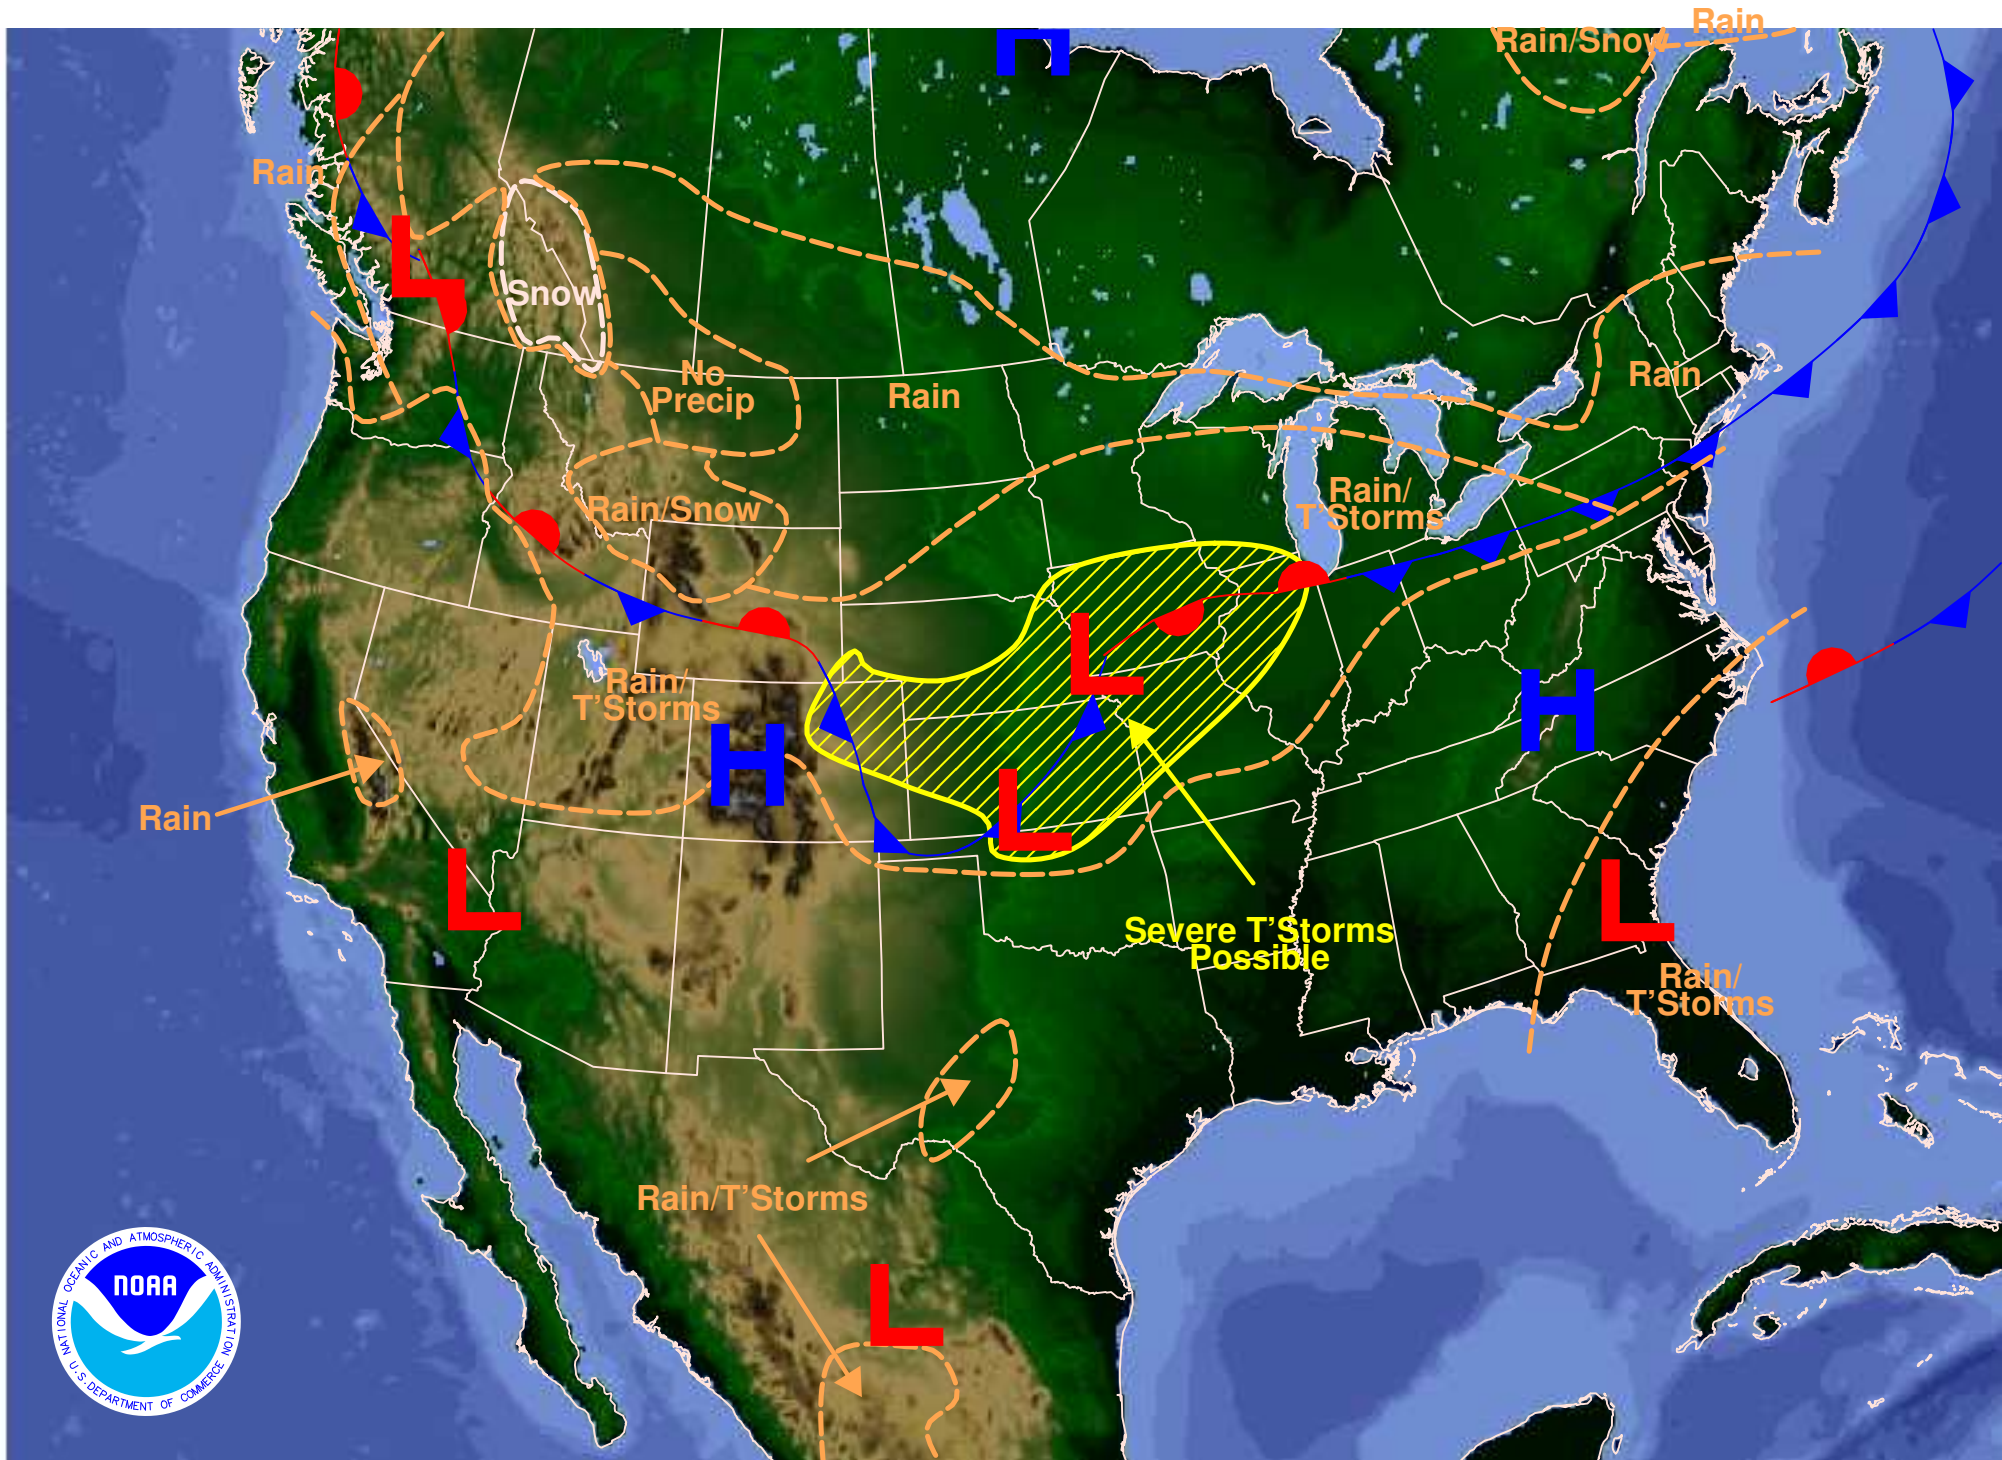 Rain
Rain/Snow
H
Rain
L
Snow
No
Precip
Rain
Rain
Rain/
T'Storms
Rain/Snow
L
Rain/
T'Storms
H
H
Rain
L
L
L
Severe T'Storms
Possible
Rain/
T'Storms
Rain/T'Storms
L
NATIONAL OCEANIC AND ATMOSPHERIC ADMINISTRATION
NOAA
U.S. DEPARTMENT OF COMMERCE